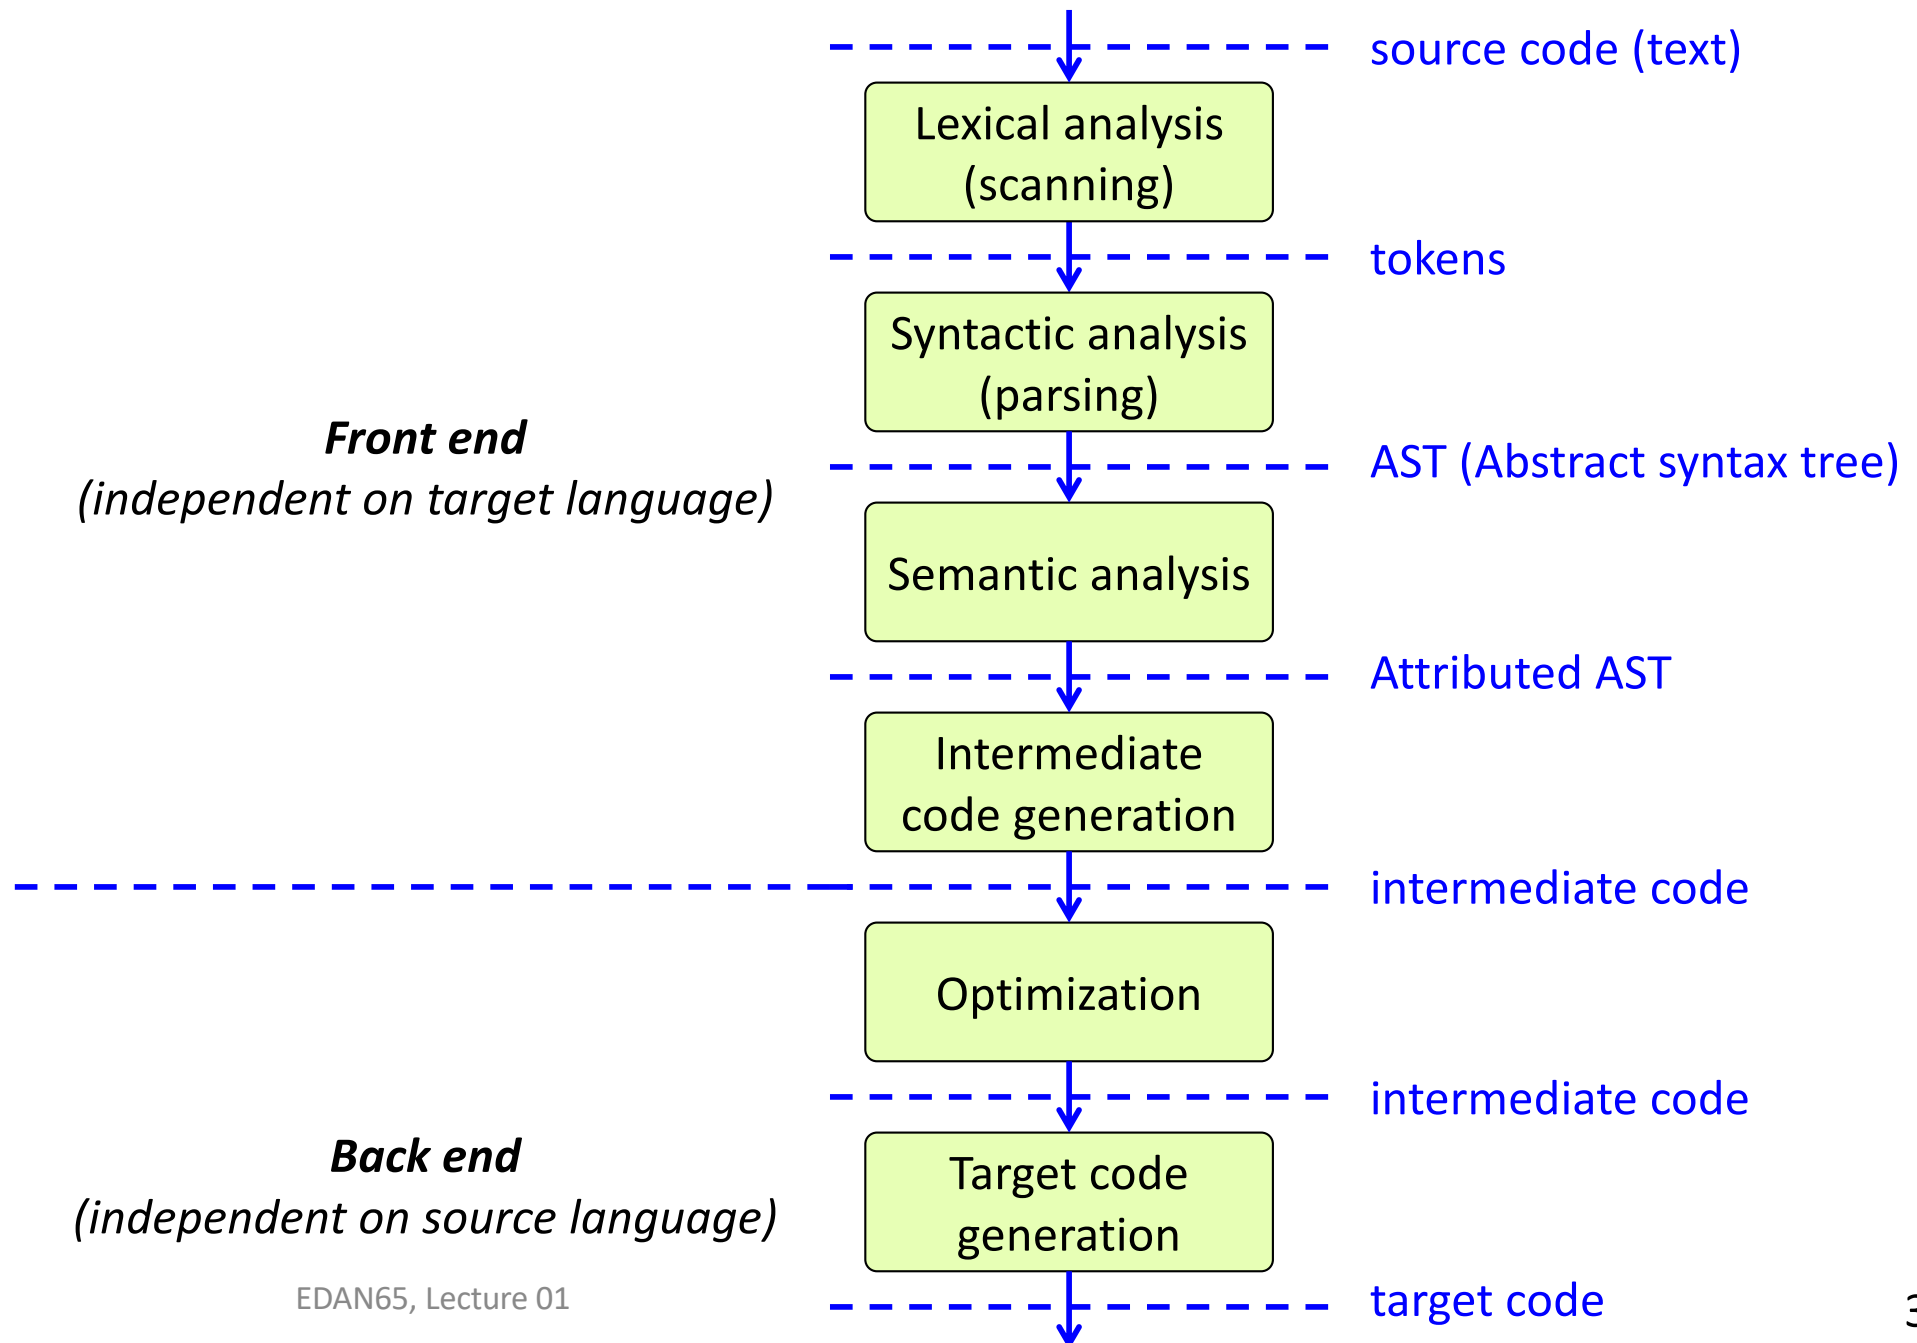 source code (text)
Lexical analysis
(scanning)
tokens
Syntactic analysis
(parsing)
Front end
(independent on target language)
AST (Abstract syntax tree)
Semantic analysis
Attributed AST
Intermediate
code generation
intermediate code
Optimization
intermediate code
Back end
(independent on source language)
Target code
generation
EDAN65, Lecture 01
target code
3